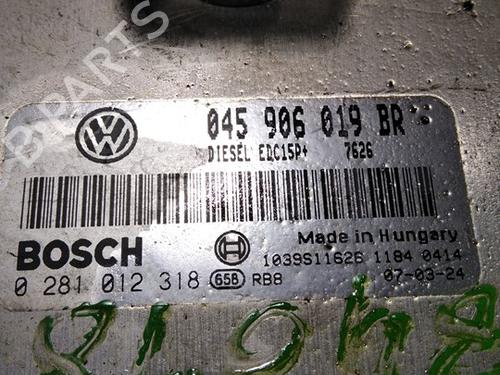 B-PARTS
045 906 019 BR
DIESEL EDC15P+ 7626
BOSCH
Made in Hungary
1039S11626 1184 0414
0 281 012 318 658 RB8 07-03-24